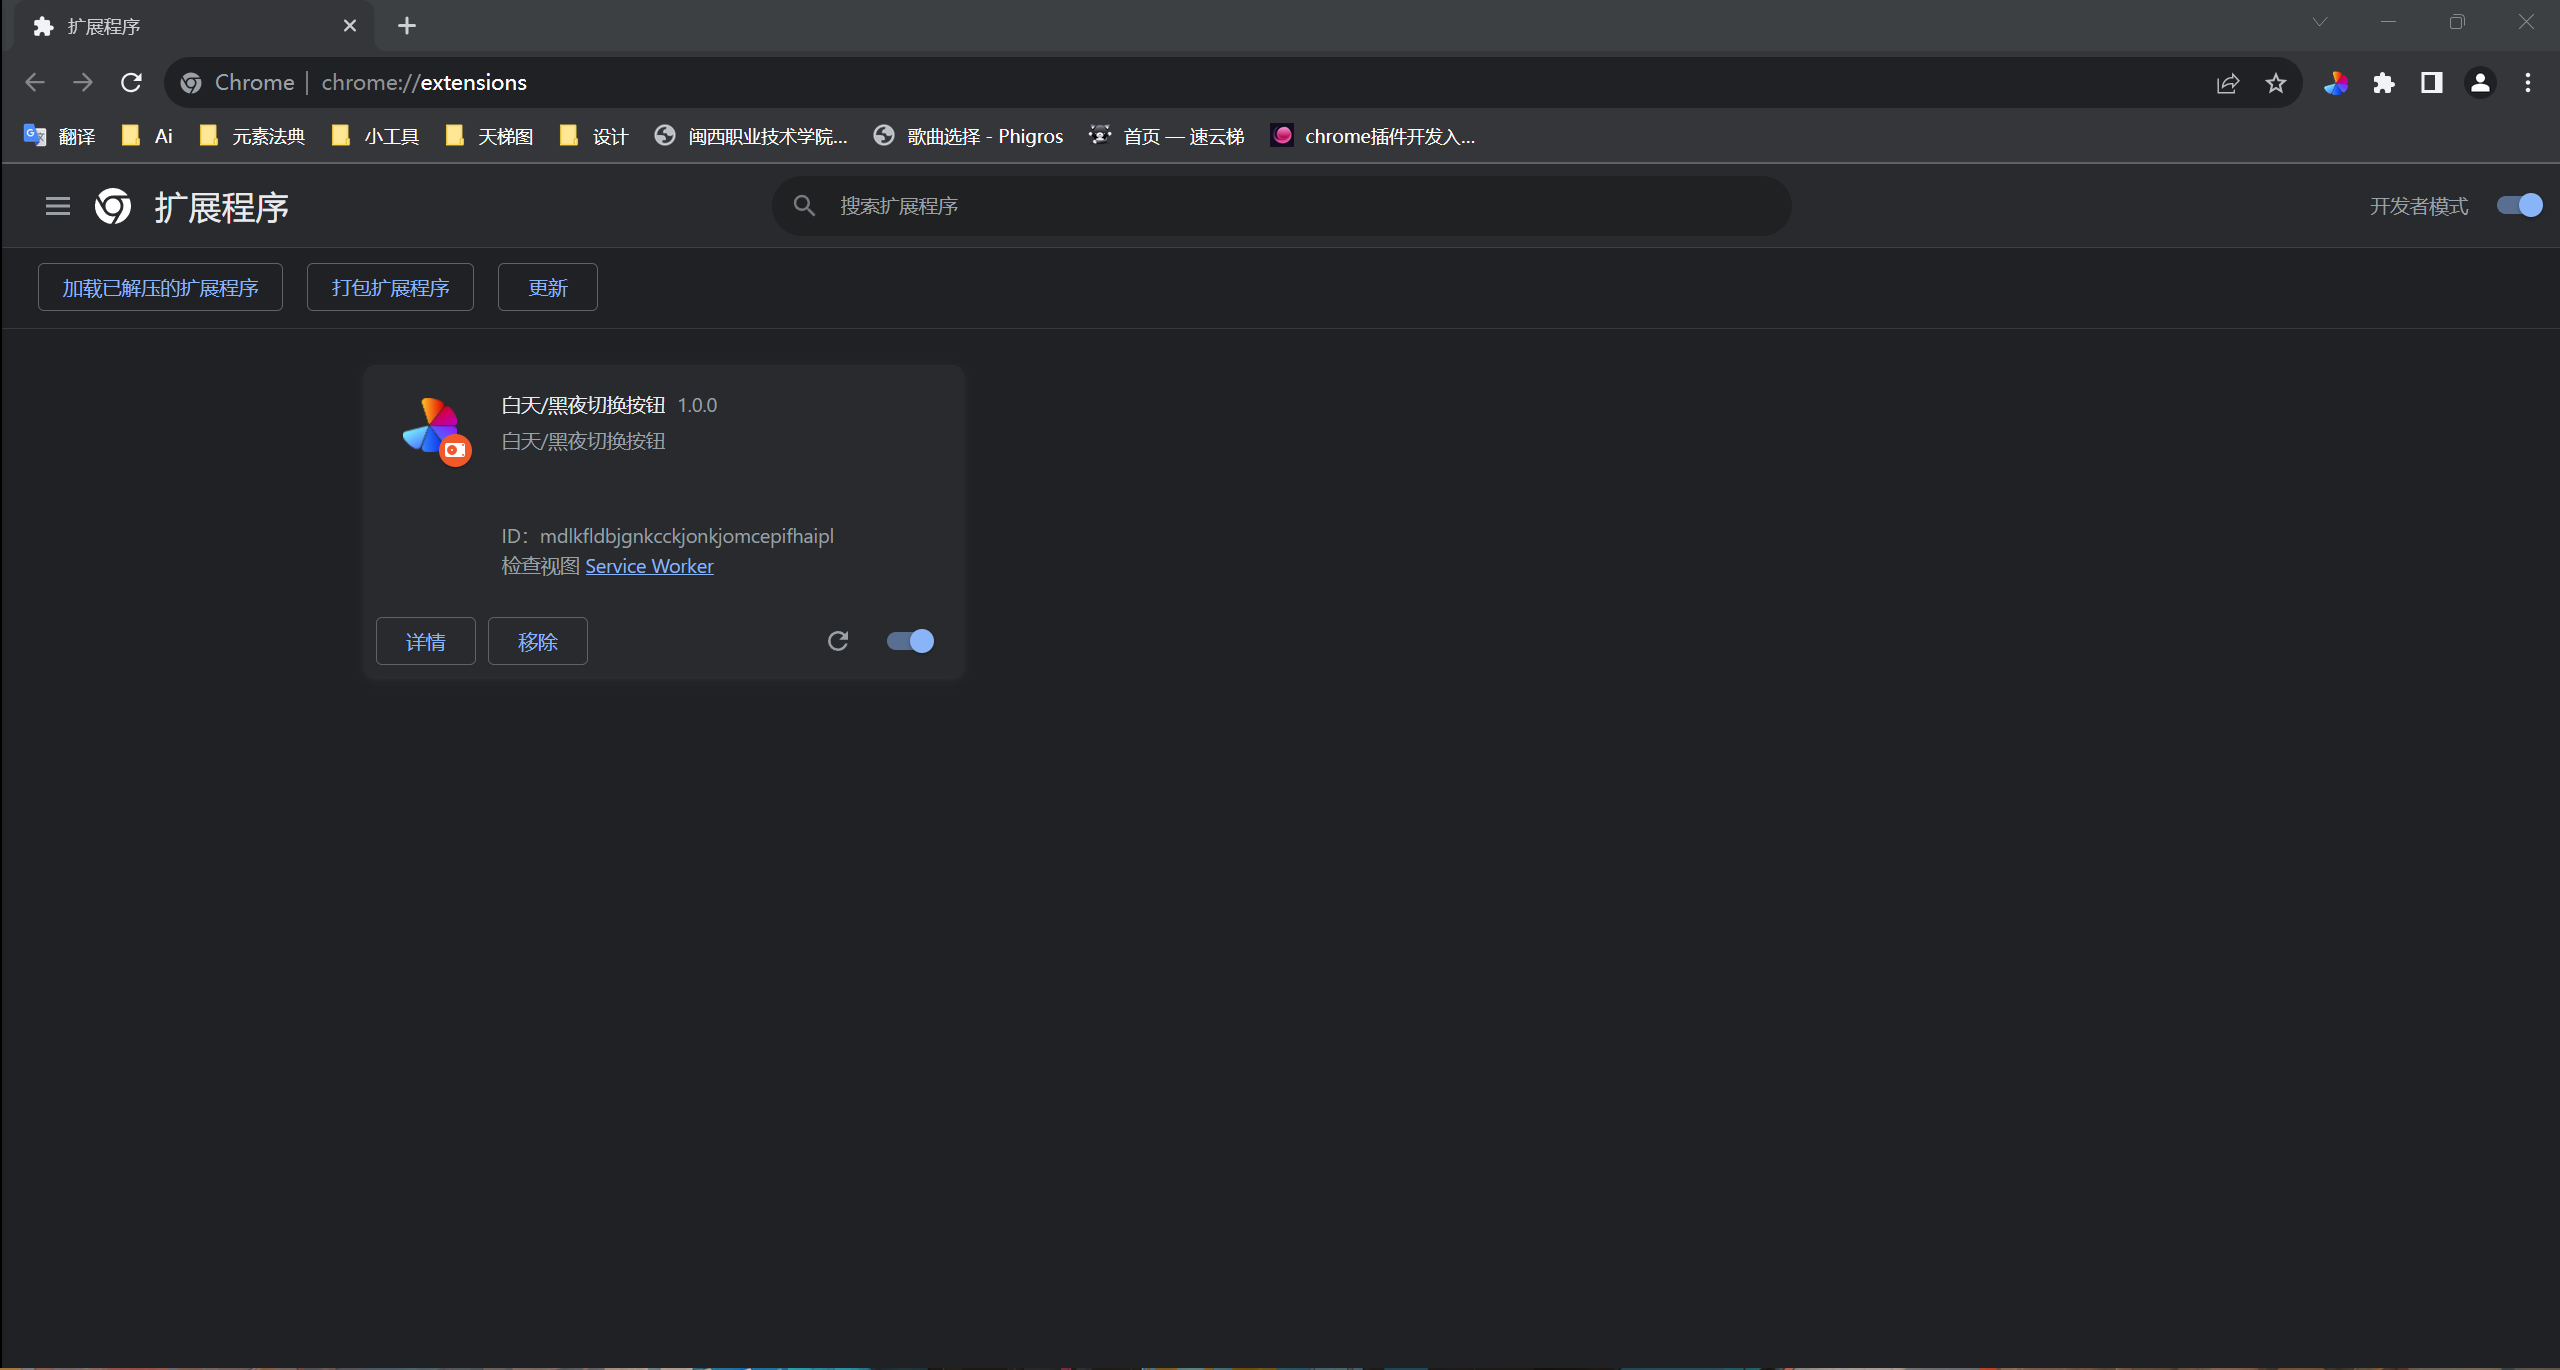 扩展程序
Chrome | chrome://extensions
翻译 Ai 元素法典 小工具 天梯图 设计 闽西职业技术学院... 歌曲选择 - Phigros 首页 — 速云梯 chrome插件开发入...
扩展程序 搜索扩展程序 开发者模式
加载已解压的扩展程序 打包扩展程序 更新
白天/黑夜切换按钮 1.0.0
白天/黑夜切换按钮
ID：mdlkfldbjgnkcckjonkjomcepifhaipl
检查视图 Service Worker
详情 移除